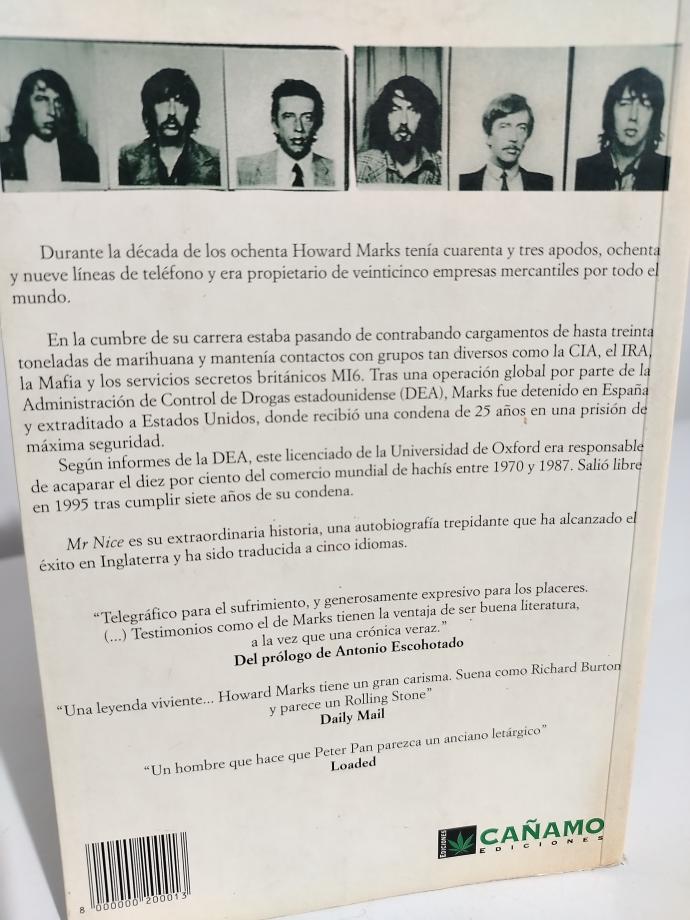 Durante la década de los ochenta Howard Marks tenía cuarenta y tres apodos, ochenta
y nueve líneas de teléfono y era propietario de veinticinco empresas mercantiles por todo el
mundo.
En la cumbre de su carrera estaba pasando de contrabando cargamentos de hasta treinta
toneladas de marihuana y mantenía contactos con grupos tan diversos como la CIA, el IRA,
la Mafia y los servicios secretos británicos MI6. Tras una operación global por parte de la
Administración de Control de Drogas estadounidense (DEA), Marks fue detenido en España
y extraditado a Estados Unidos, donde recibió una condena de 25 años en una prisión de
máxima seguridad.
Según informes de la DEA, este licenciado de la Universidad de Oxford era responsable
de acaparar el diez por ciento del comercio mundial de hachís entre 1970 y 1987. Salió libre
en 1995 tras cumplir siete años de su condena.
Mr Nice es su extraordinaria historia, una autobiografía trepidante que ha alcanzado el
éxito en Inglaterra y ha sido traducida a cinco idiomas.
“Telegráfico para el sufrimiento, y generosamente expresivo para los placeres.
(...) Testimonios como el de Marks tienen la ventaja de ser buena literatura,
a la vez que una crónica veraz.”
Del prólogo de Antonio Escohotado
“Una leyenda viviente... Howard Marks tiene un gran carisma. Suena como Richard Burton
y parece un Rolling Stone”
Daily Mail
“Un hombre que hace que Peter Pan parezca un anciano letárgico”
Loaded
EDICIONES
CAÑAMO
EDICIONES
8 000000 200013